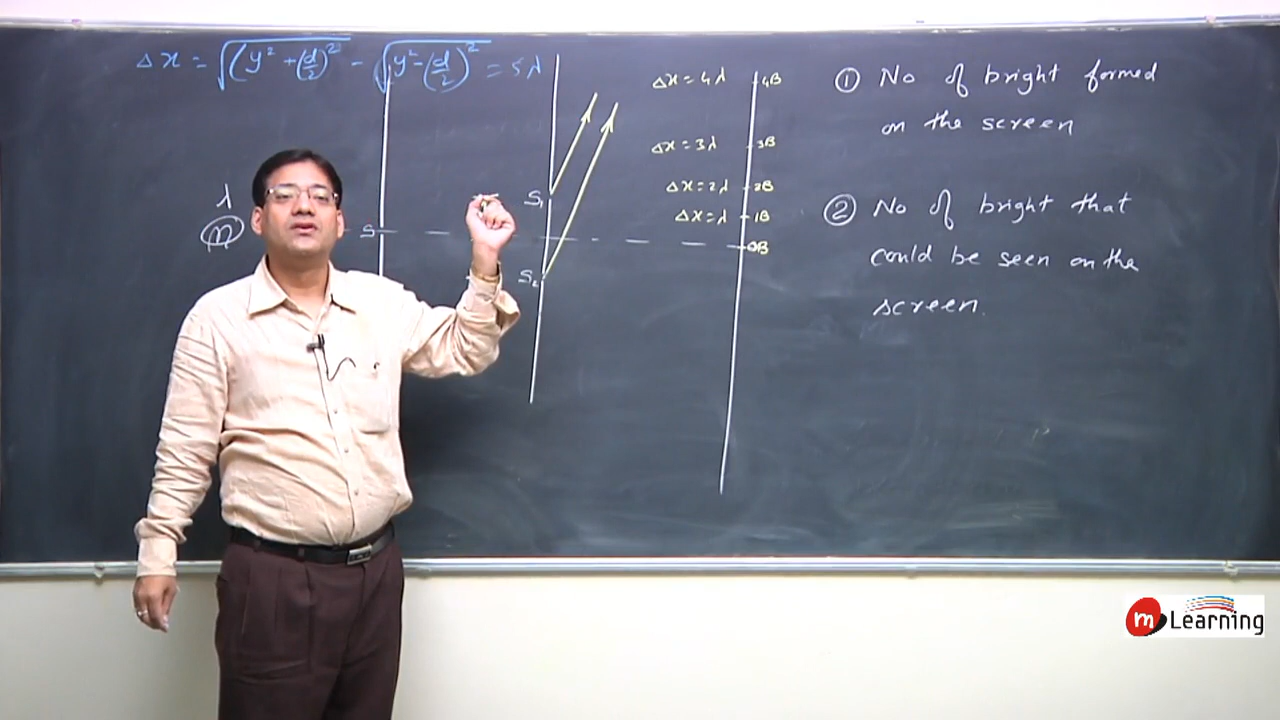 Δx = √(y² + (d/2)²) − √(y² − (d/2)²) = 5λ
λ
S
S₁
S₂
Δx = 4λ 4B
Δx = 3λ 3B
Δx = 2λ 2B
Δx = λ 1B
0B
① No of bright formed
on the screen
② No of bright that
could be seen on the
screen.
m Learning